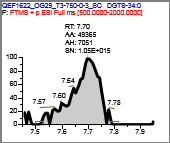 QEF1622_OG29_T3-750-0-3_SC DGTS-34:0
F: FTMS + p ESI Full ms [500.0000-2000.0000]
RT: 7.70
AA: 49365
AH: 7051
SN: 1.05E+015
100
80
60
40
20
0
7.57
7.60
7.64
7.78
7.5
7.6
7.7
7.8
7.9